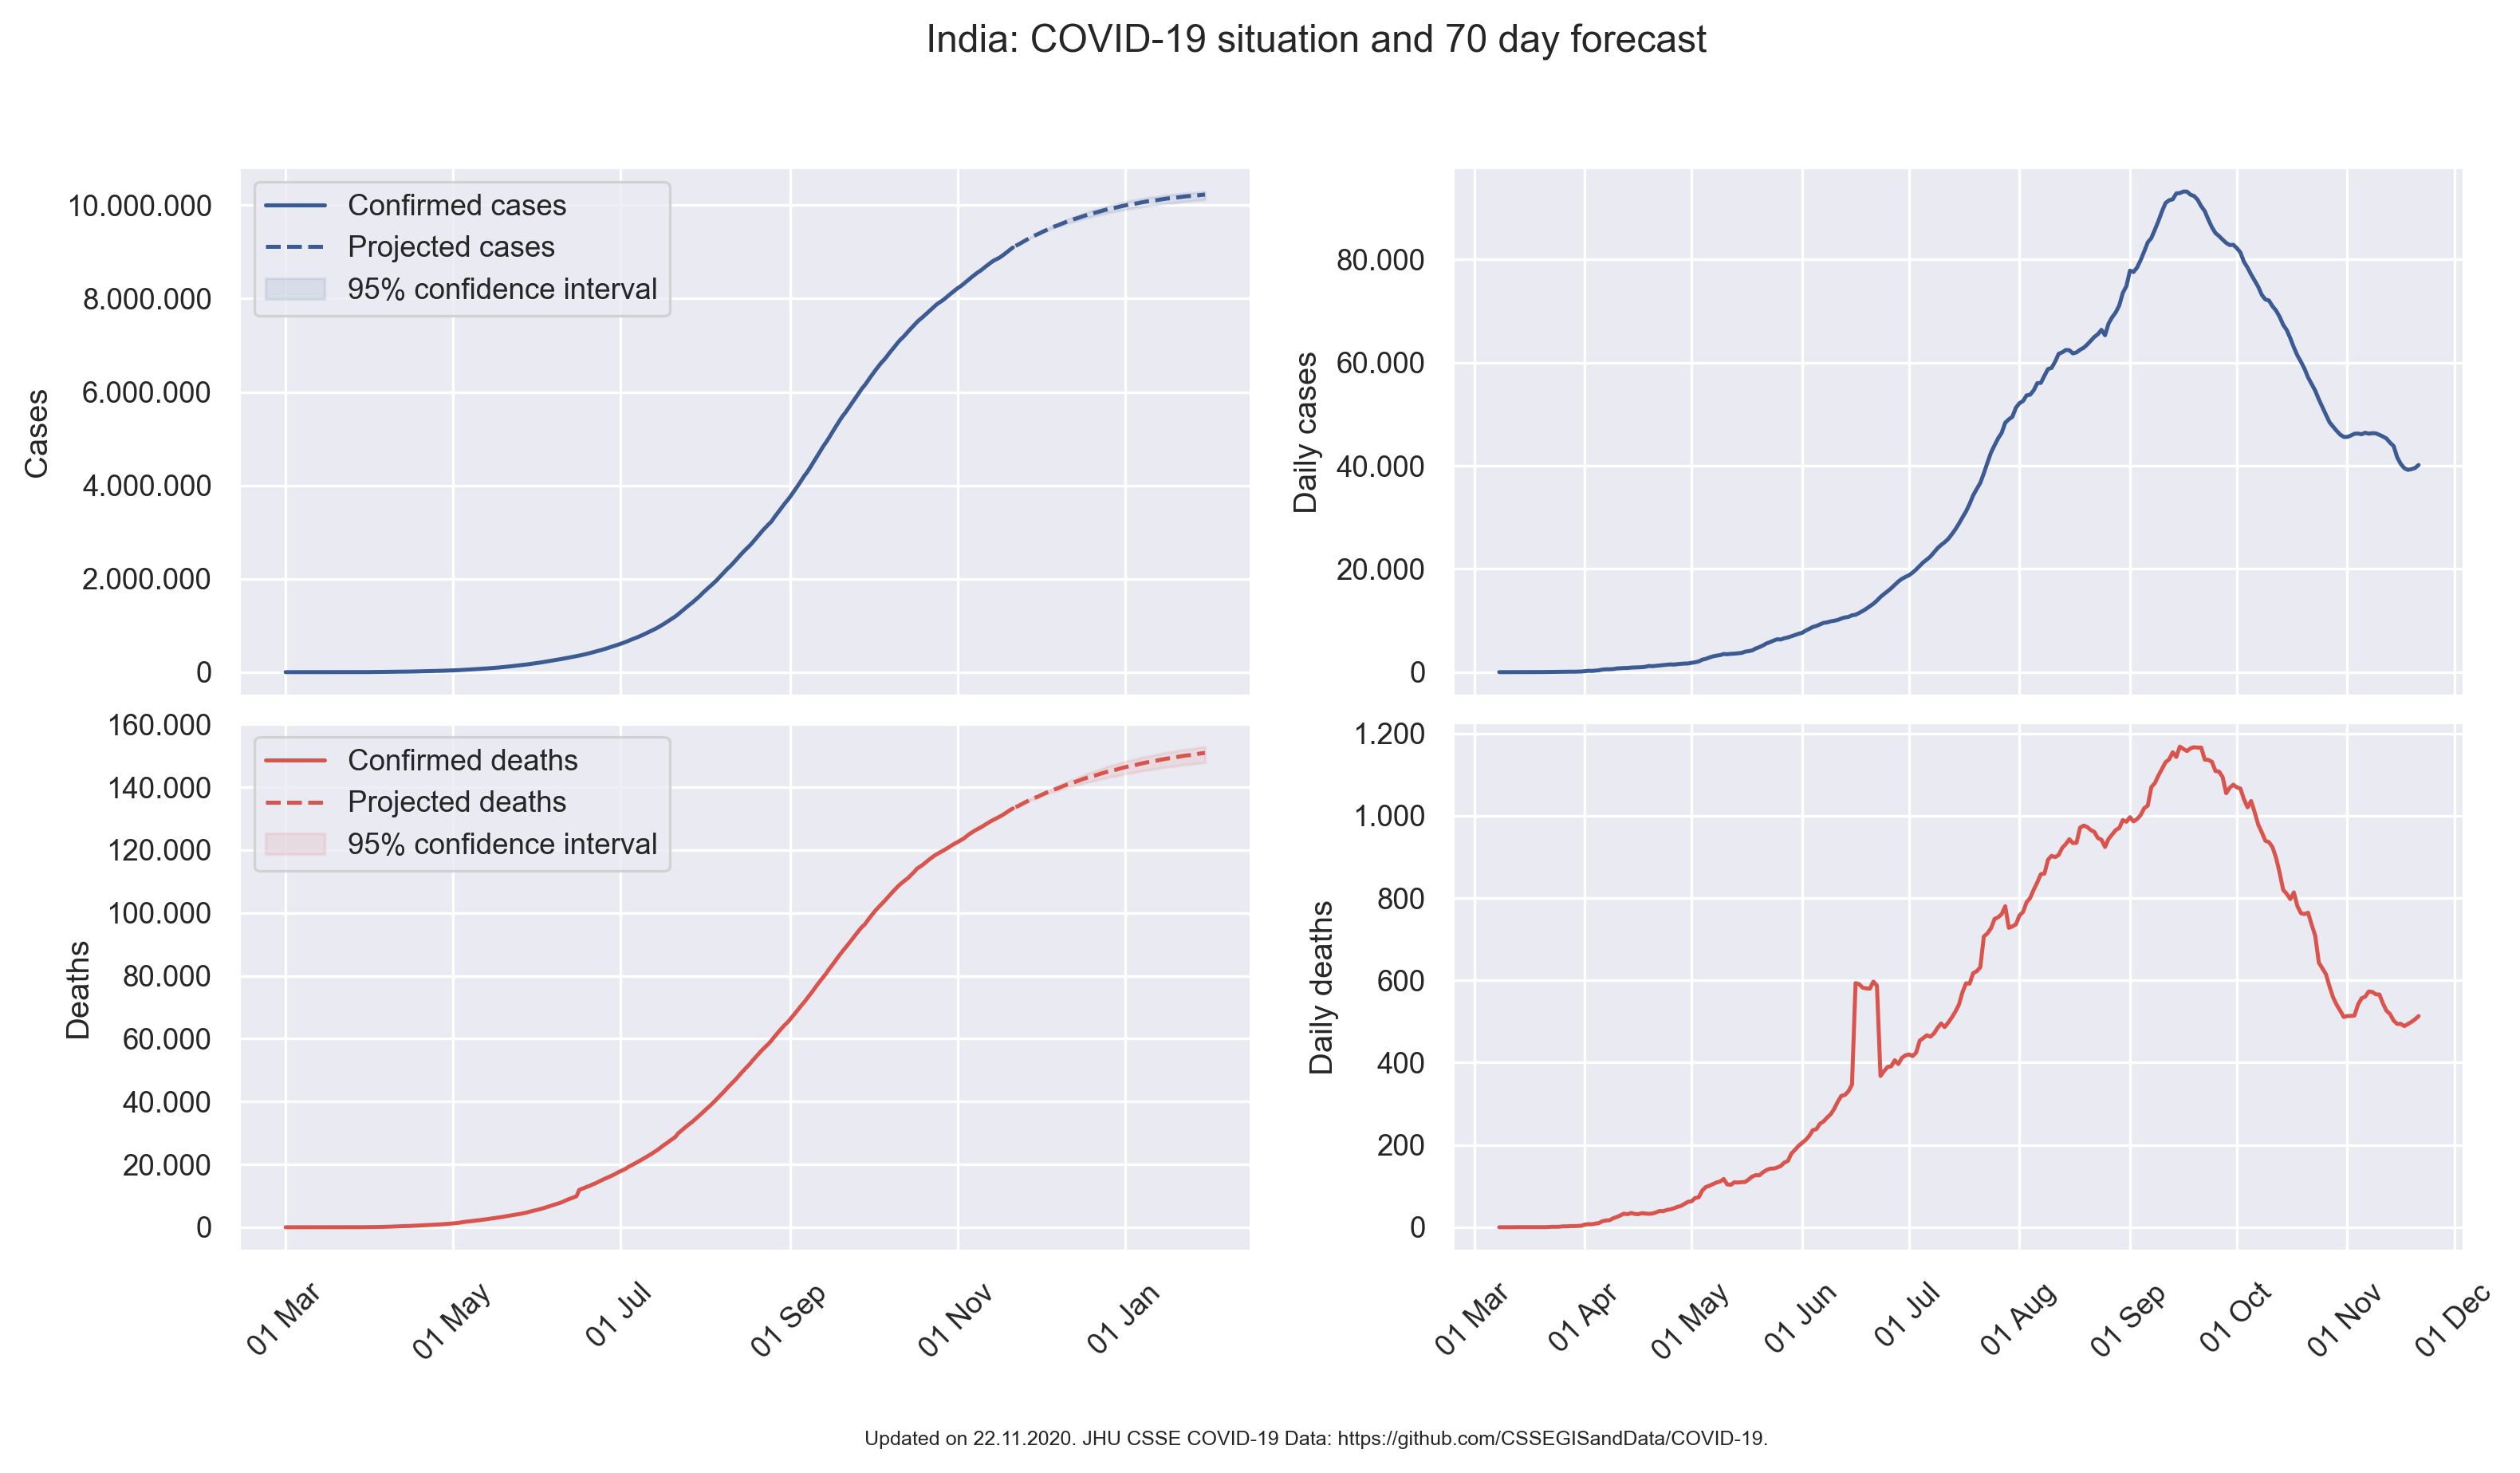 India: COVID-19 situation and 70 day forecast
Cases
10.000.000
8.000.000
6.000.000
4.000.000
2.000.000
0
Confirmed cases
Projected cases
95% confidence interval
Daily cases
80.000
60.000
40.000
20.000
0
Deaths
160.000
140.000
120.000
100.000
80.000
60.000
40.000
20.000
0
Confirmed deaths
Projected deaths
95% confidence interval
01 Mar
01 May
01 Jul
01 Sep
01 Nov
01 Jan
Daily deaths
1.200
1.000
800
600
400
200
0
01 Mar
01 Apr
01 May
01 Jun
01 Jul
01 Aug
01 Sep
01 Oct
01 Nov
01 Dec
Updated on 22.11.2020. JHU CSSE COVID-19 Data: https://github.com/CSSEGISandData/COVID-19.